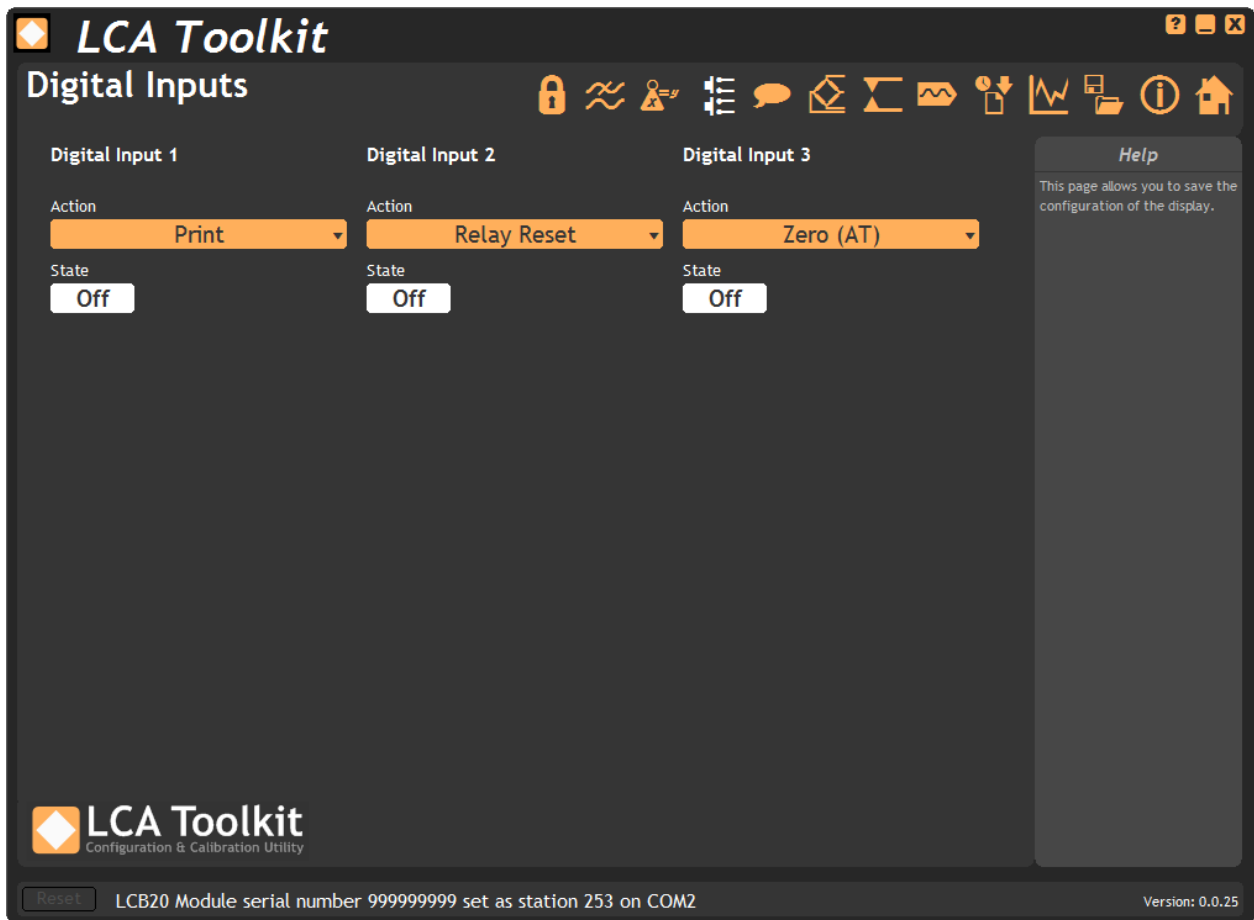 LCA Toolkit
?
X
Digital Inputs
x
=y
i
Digital Input 1
Digital Input 2
Digital Input 3
Help
This page allows you to save the
configuration of the display.
Action
Action
Action
Print
Relay Reset
Zero (AT)
State
State
State
Off
Off
Off
LCA Toolkit
Configuration & Calibration Utility
Reset
LCB20 Module serial number 999999999 set as station 253 on COM2
Version: 0.0.25